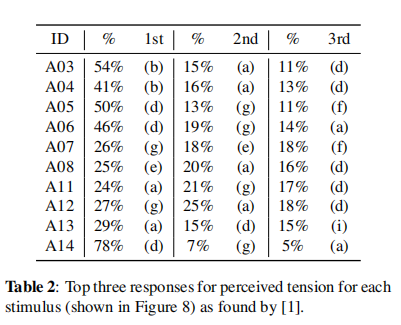 ID % 1st % 2nd % 3rd
A03 54% (b) 15% (a) 11% (d)
A04 41% (b) 16% (a) 13% (d)
A05 50% (d) 13% (g) 11% (f)
A06 46% (d) 19% (g) 14% (a)
A07 26% (g) 18% (e) 18% (f)
A08 25% (e) 20% (a) 16% (d)
A11 24% (a) 21% (g) 17% (d)
A12 27% (g) 25% (a) 18% (d)
A13 29% (a) 15% (d) 15% (i)
A14 78% (d) 7% (g) 5% (a)
Table 2: Top three responses for perceived tension for each
stimulus (shown in Figure 8) as found by [1].